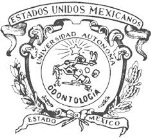 ESTADOS UNIDOS MEXICANOS
UNIVERSIDAD AUTONOMA
ODONTOLOGIA
ESTADO MEXICO